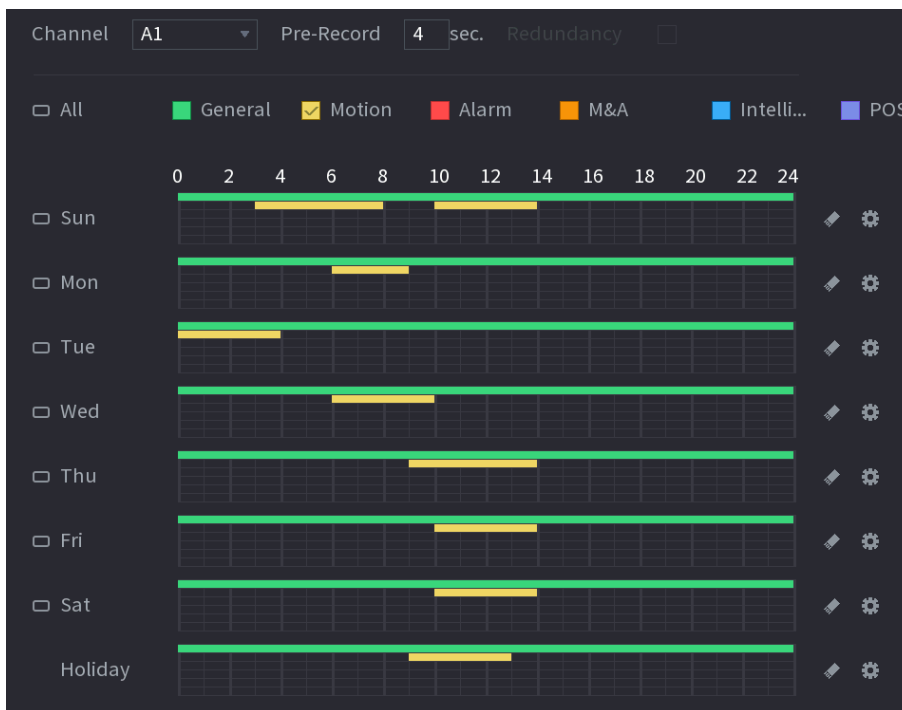 Channel A1 Pre-Record 4 sec. Redundancy
All General Motion Alarm M&A Intelli... POS
0 2 4 6 8 10 12 14 16 18 20 22 24
Sun
Mon
Tue
Wed
Thu
Fri
Sat
Holiday